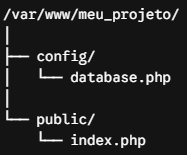 /var/www/meu_projeto/
│
├── config/
│   └── database.php
│
└── public/
    └── index.php